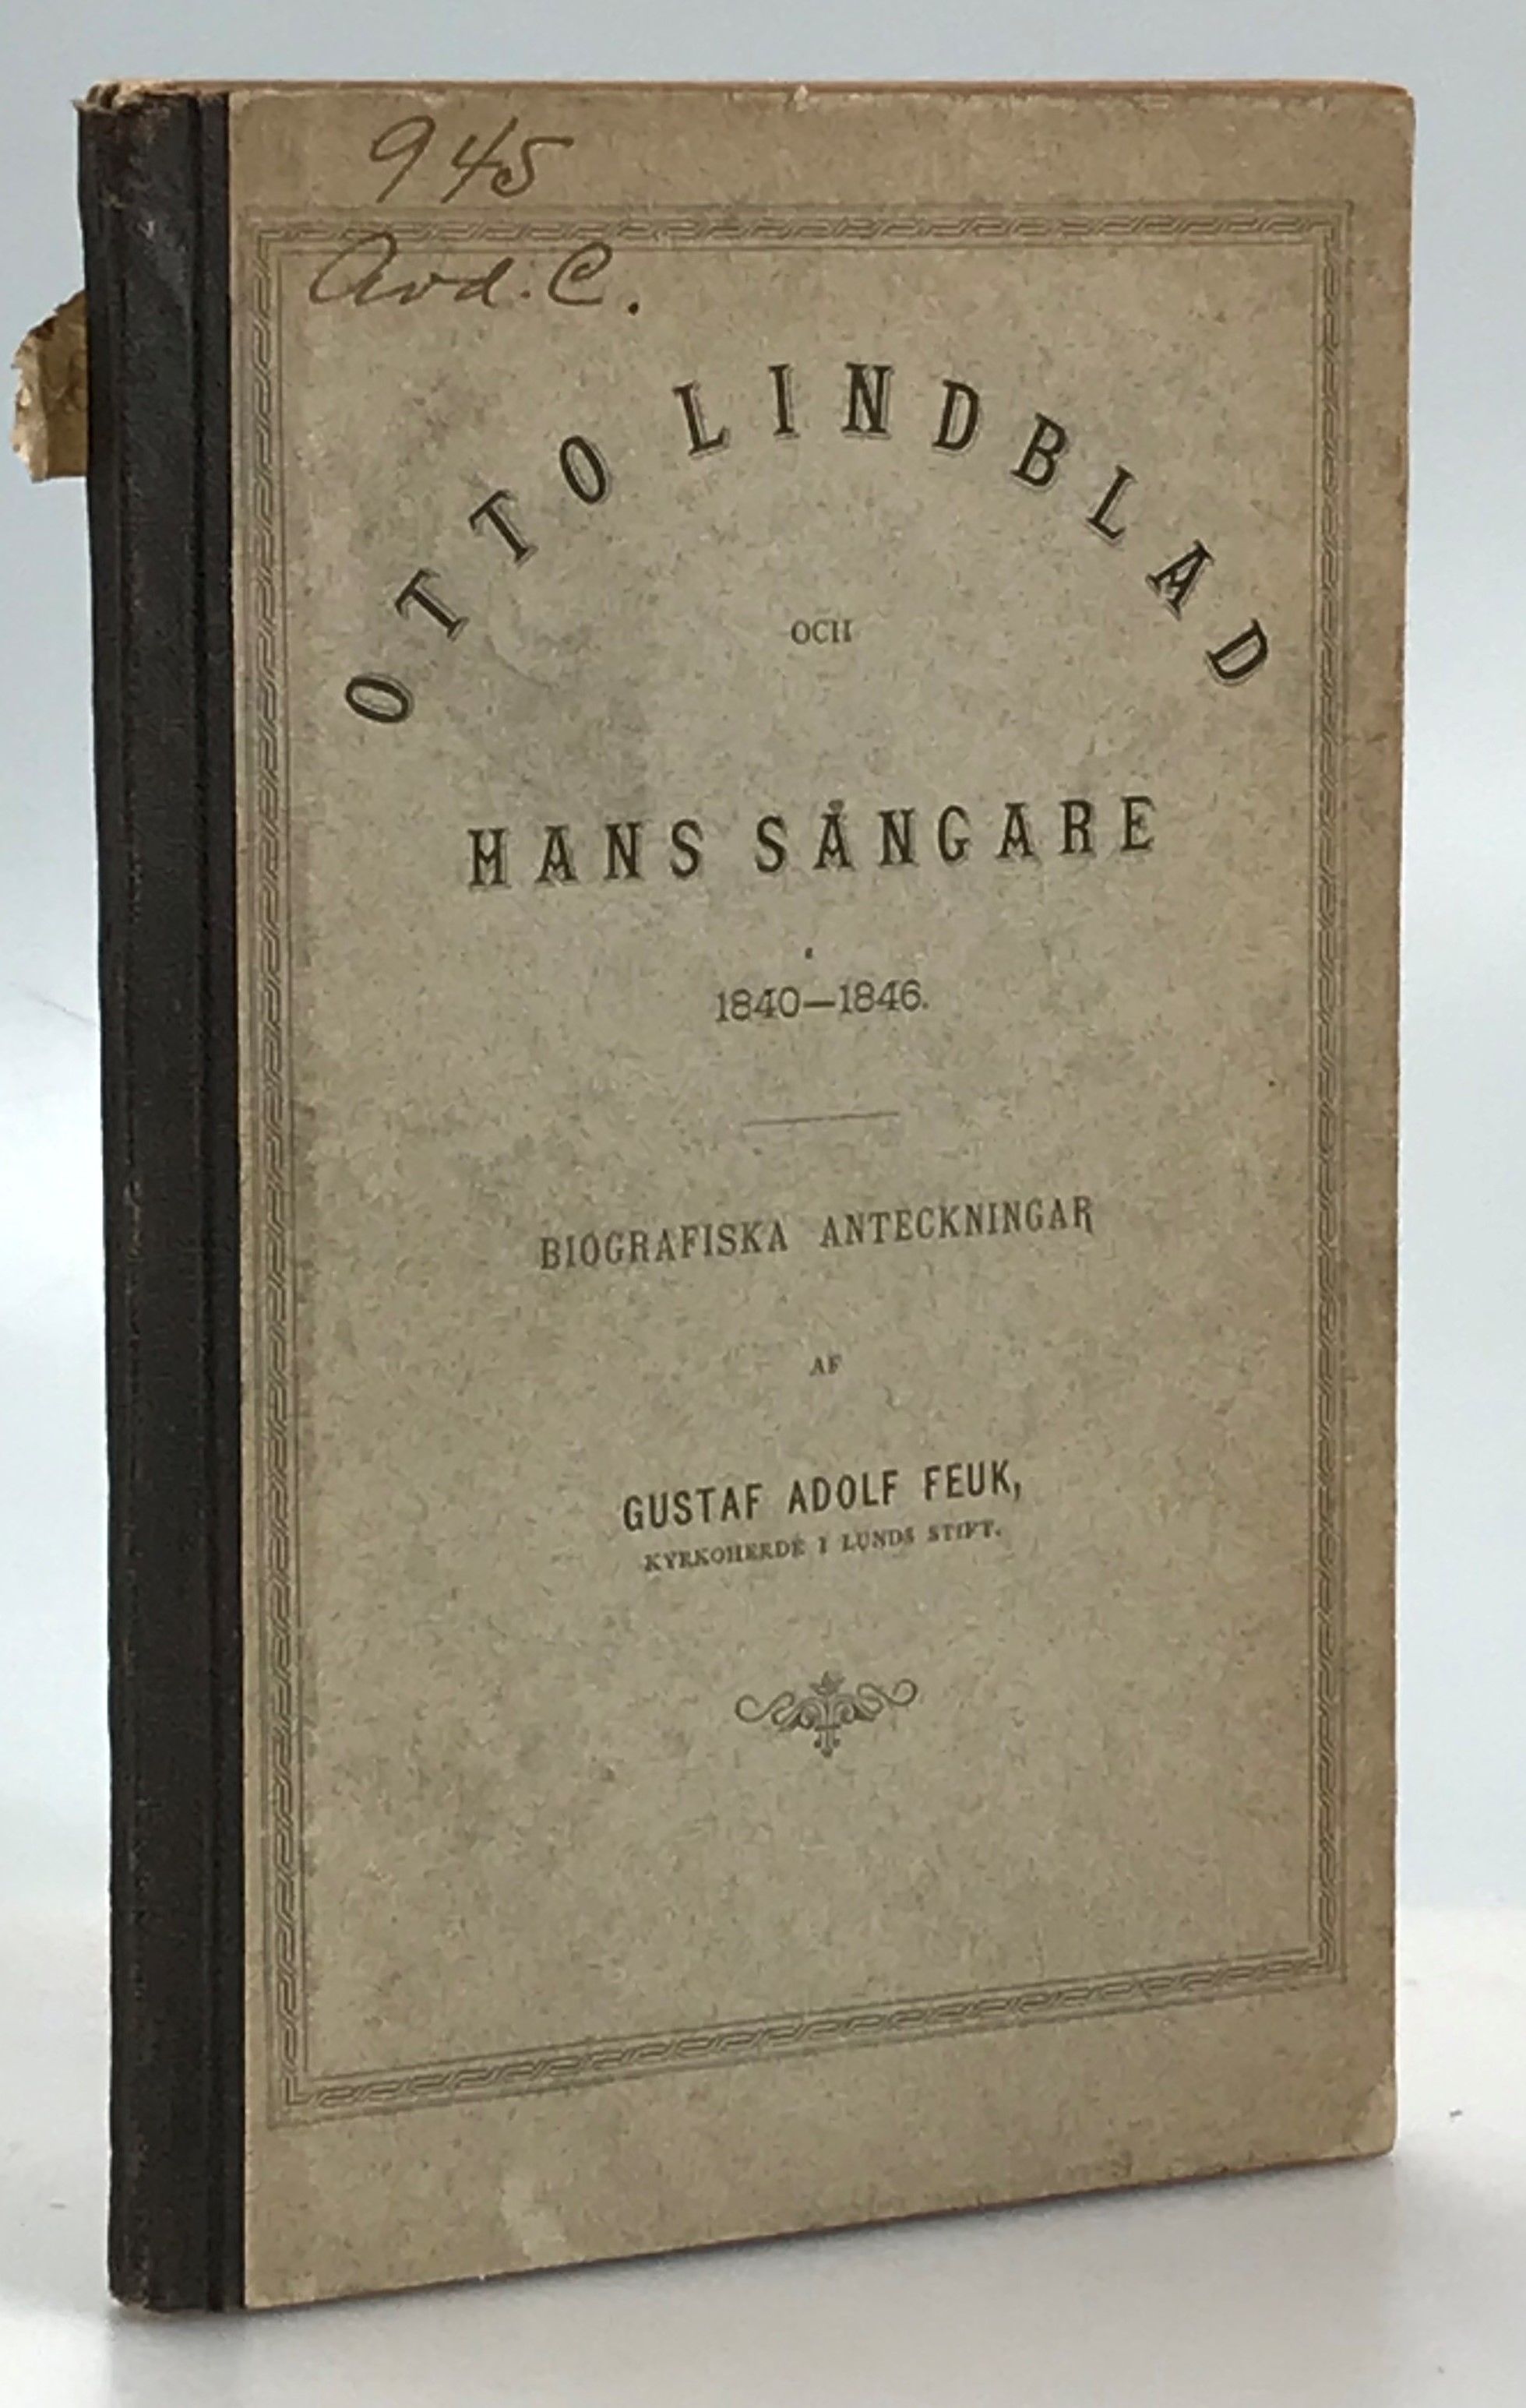 945
Avd. C.
OTTO LINDBLAD
OCH
HANS SÅNGARE
1840—1846.
BIOGRAFISKA ANTECKNINGAR
AF
GUSTAF ADOLF FEUK,
KYRKOHERDE I LUNDS STIFT.